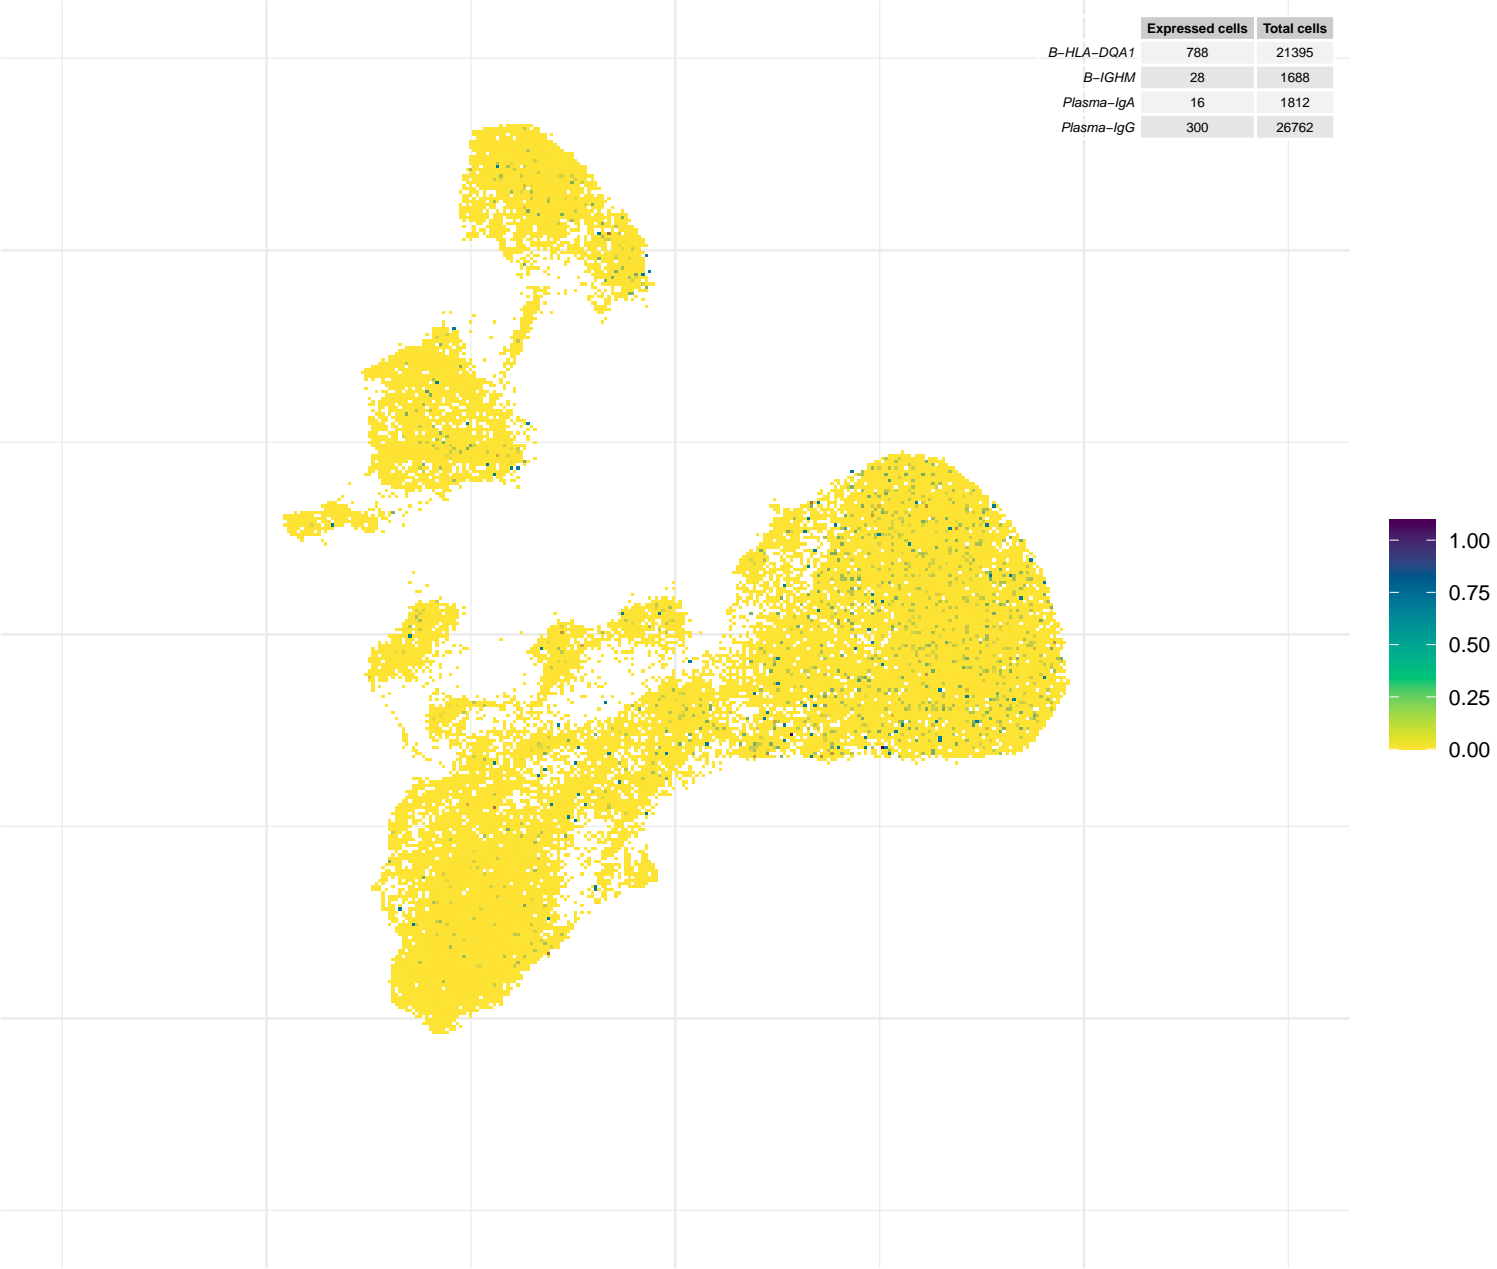 Expressed cells Total cells
B−HLA−DQA1 788 21395
B−IGHM 28 1688
Plasma−IgA 16 1812
Plasma−IgG 300 26762
1.00
0.75
0.50
0.25
0.00